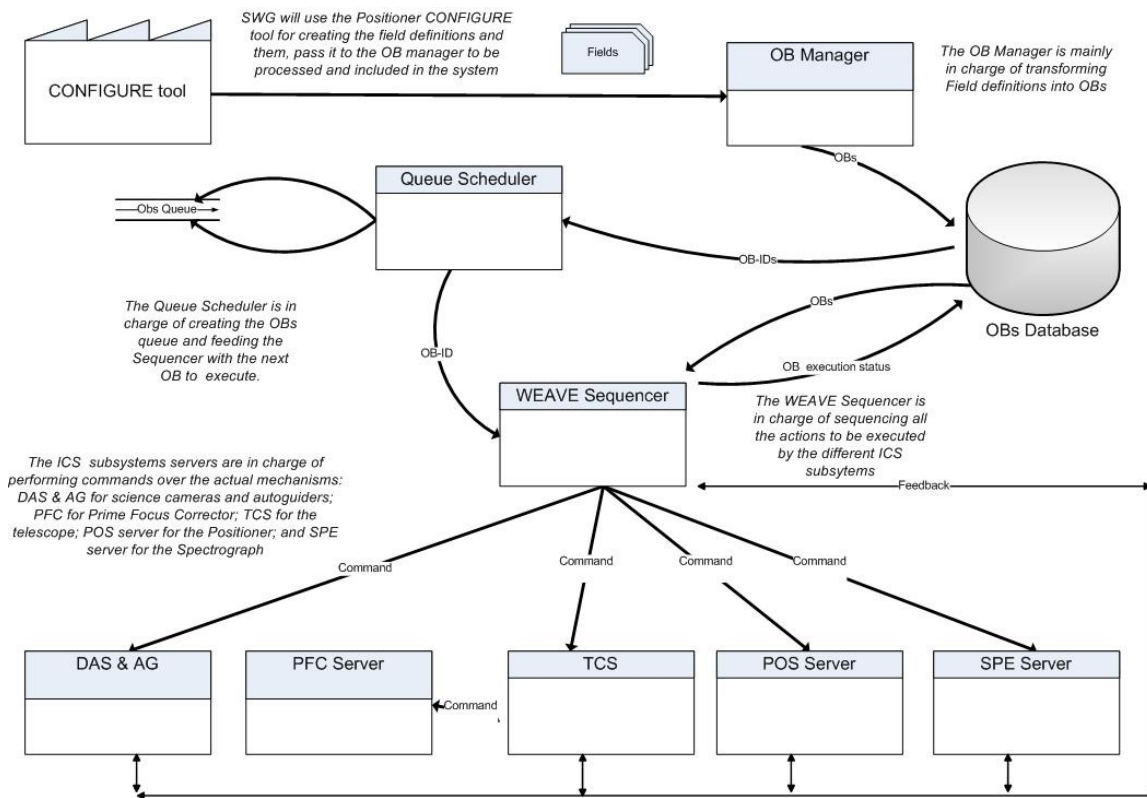 SWG will use the Positioner CONFIGURE
tool for creating the field definitions and
them, pass it to the OB manager to be
processed and included in the system
Fields
OB Manager
The OB Manager is mainly
in charge of transforming
Field definitions into OBs
CONFIGURE tool
OBs
Queue Scheduler
Obs Queue
OB-IDs
OBs
OBs Database
The Queue Scheduler is in
charge of creating the OBs
queue and feeding the
Sequencer with the next
OB to execute.
OB-ID
OB execution status
WEAVE Sequencer
The WEAVE Sequencer is
in charge of sequencing all
the actions to be executed
by the different ICS
subsytems
The ICS subsystems servers are in charge of
performing commands over the actual mechanisms:
DAS & AG for science cameras and autoguiders;
PFC for Prime Focus Corrector; TCS for the
telescope; POS server for the Positioner; and SPE
server for the Spectrograph
Feedback
Command
Command
Command
Command
DAS & AG
PFC Server
TCS
POS Server
SPE Server
Command